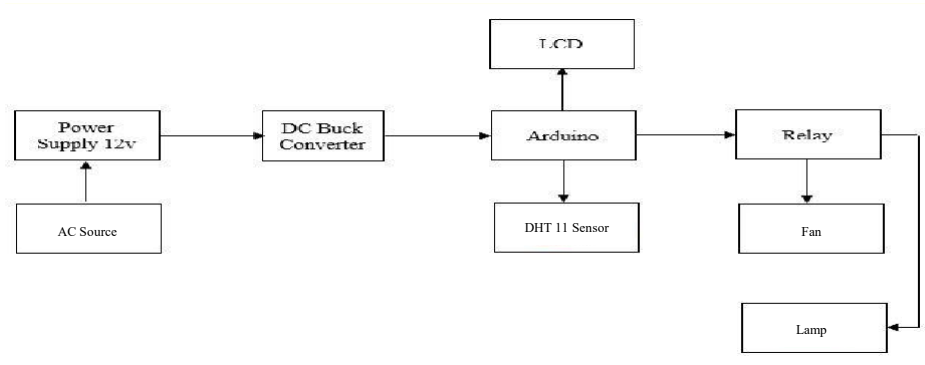 LCD
Power
Supply 12v
DC Buck
Converter
Arduino
Relay
AC Source
DHT 11 Sensor
Fan
Lamp